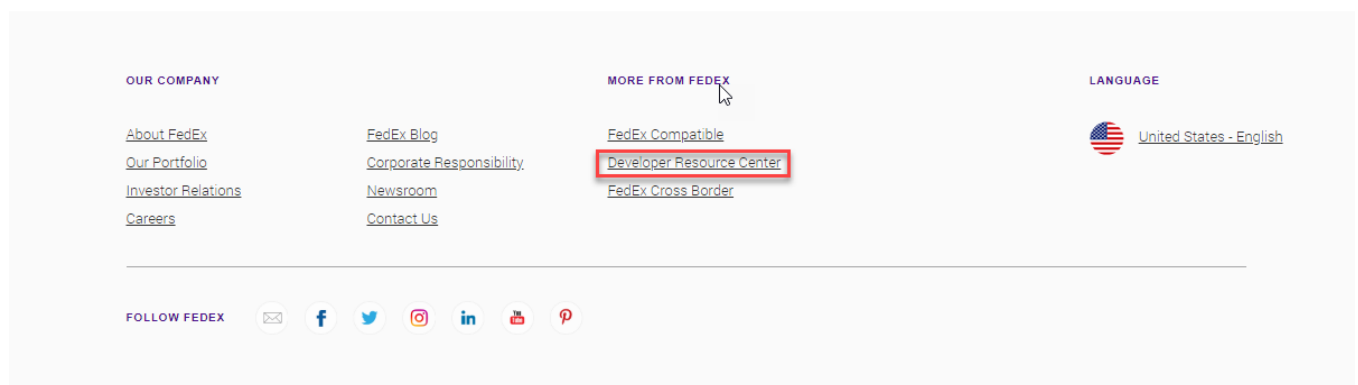 OUR COMPANY
About FedEx
Our Portfolio
Investor Relations
Careers
FedEx Blog
Corporate Responsibility
Newsroom
Contact Us
MORE FROM FEDEX
FedEx Compatible
Developer Resource Center
FedEx Cross Border
LANGUAGE
United States - English
FOLLOW FEDEX